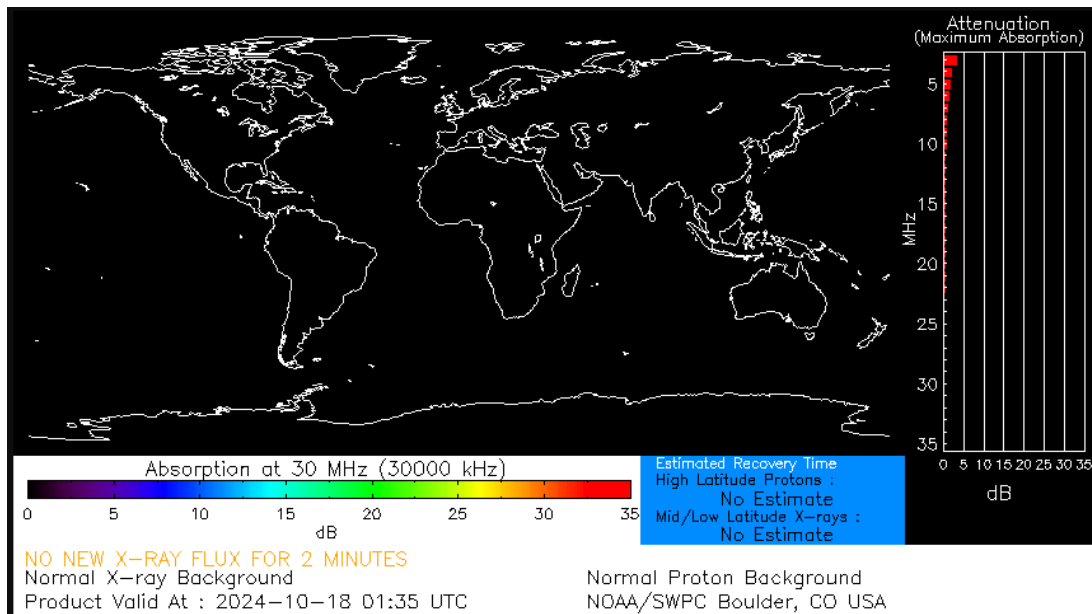 Attenuation
(Maximum Absorption)
5
10
15
20
25
30
35
MHz
0 5 10 15 20 25 30 35
dB
Absorption at 30 MHz (30000 kHz)
0 5 10 15 20 25 30 35
dB
Estimated Recovery Time
High Latitude Protons :
No Estimate
Mid/Low Latitude X-rays :
No Estimate
NO NEW X-RAY FLUX FOR 2 MINUTES
Normal X-ray Background
Normal Proton Background
Product Valid At : 2024-10-18 01:35 UTC
NOAA/SWPC Boulder, CO USA